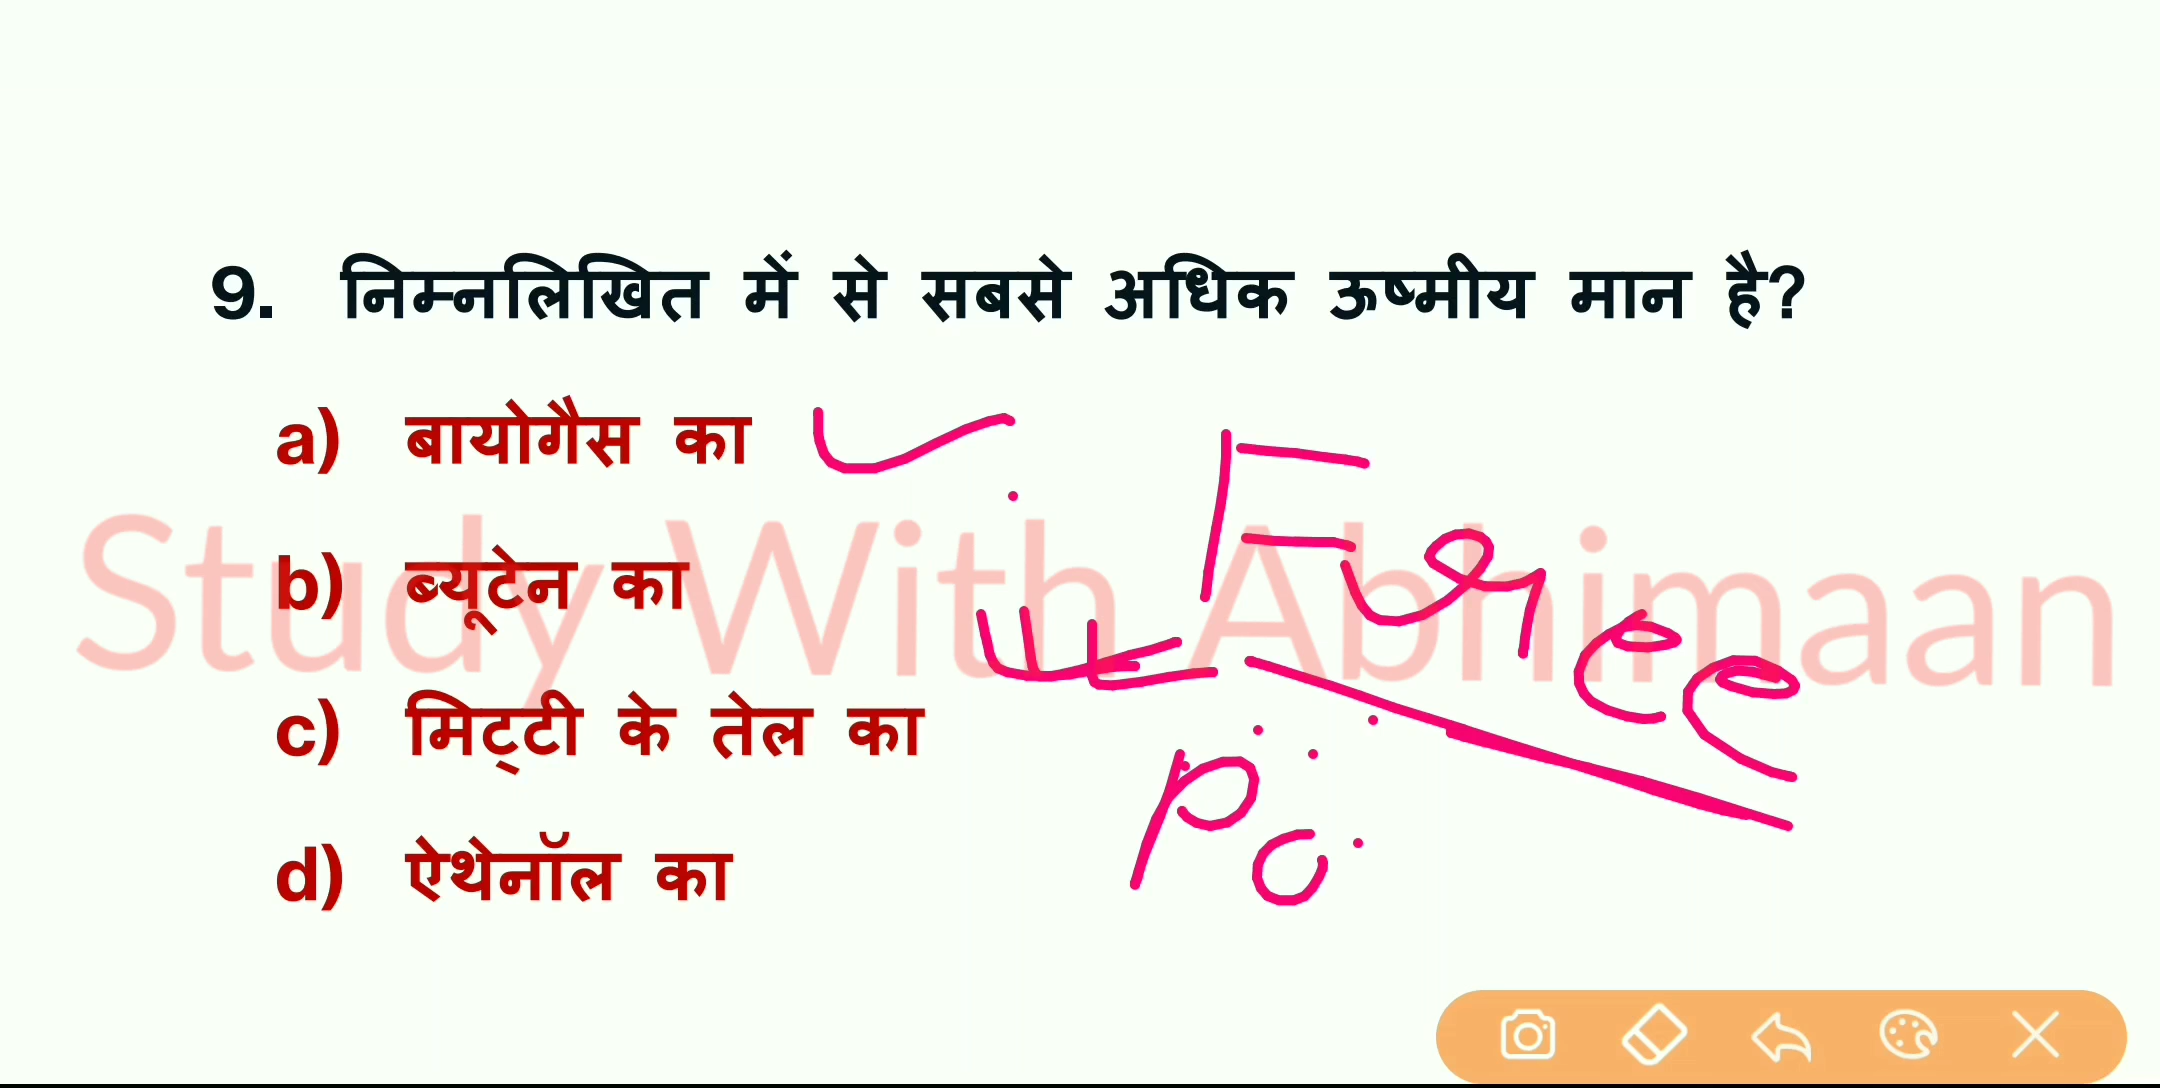 9. निम्नलिखित में से सबसे अधिक ऊष्मीय मान है?
a) बायोगैस का
b) ब्यूटेन का
c) मिट्टी के तेल का
d) ऐथेनॉल का
Study With Abhimaan